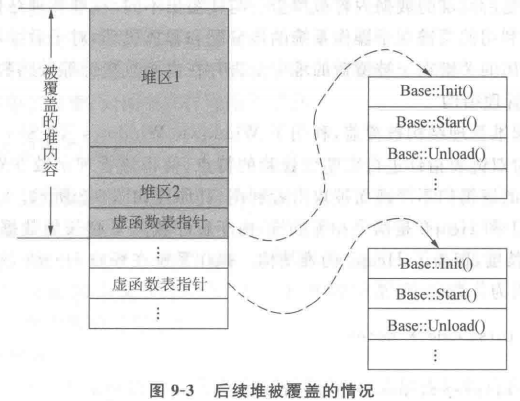 被覆盖的堆内容
堆区1
堆区2
虚函数表指针
⋮
虚函数表指针
⋮
⋮
Base::Init()
Base::Start()
Base::Unload()
⋮
Base::Init()
Base::Start()
Base::Unload()
⋮
图 9-3 后续堆被覆盖的情况